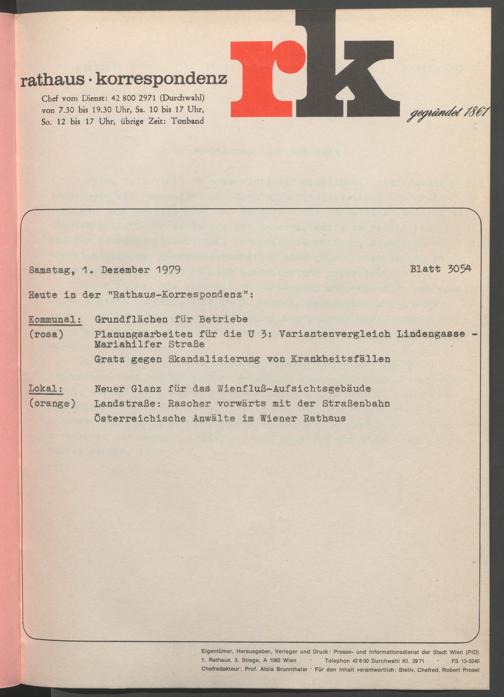 rk
rathaus · korrespondenz
Chef vom Dienst: 42 800 2971 (Durchwahl)
von 7.30 bis 19.30 Uhr, Sa. 10 bis 17 Uhr,
So. 12 bis 17 Uhr, übrige Zeit: Tonband
gegründet 1861
Samstag, 1. Dezember 1979 Blatt 3054
Heute in der "Rathaus-Korrespondenz":
Kommunal: Grundflächen für Betriebe
(rosa) Planungsarbeiten für die U 3: Variantenvergleich Lindengasse -
Mariahilfer Straße
Gratz gegen Skandalisierung von Krankheitsfällen
Lokal: Neuer Glanz für das Wienfluß-Aufsichtsgebäude
(orange) Landstraße: Rascher vorwärts mit der Straßenbahn
Österreichische Anwälte im Wiener Rathaus
Eigentümer, Herausgeber, Verleger und Druck: Presse- und Informationsdienst der Stadt Wien (PID)
1, Rathaus, 3. Stiege, A 1082 Wien · Telephon 42 8 00 Durchwahl Kl. 29 71 · FS 13-3240
Chefredakteur: Prof. Alois Brunnthaler · Für den Inhalt verantwortlich: Stellv. Chefred. Robert Prosel